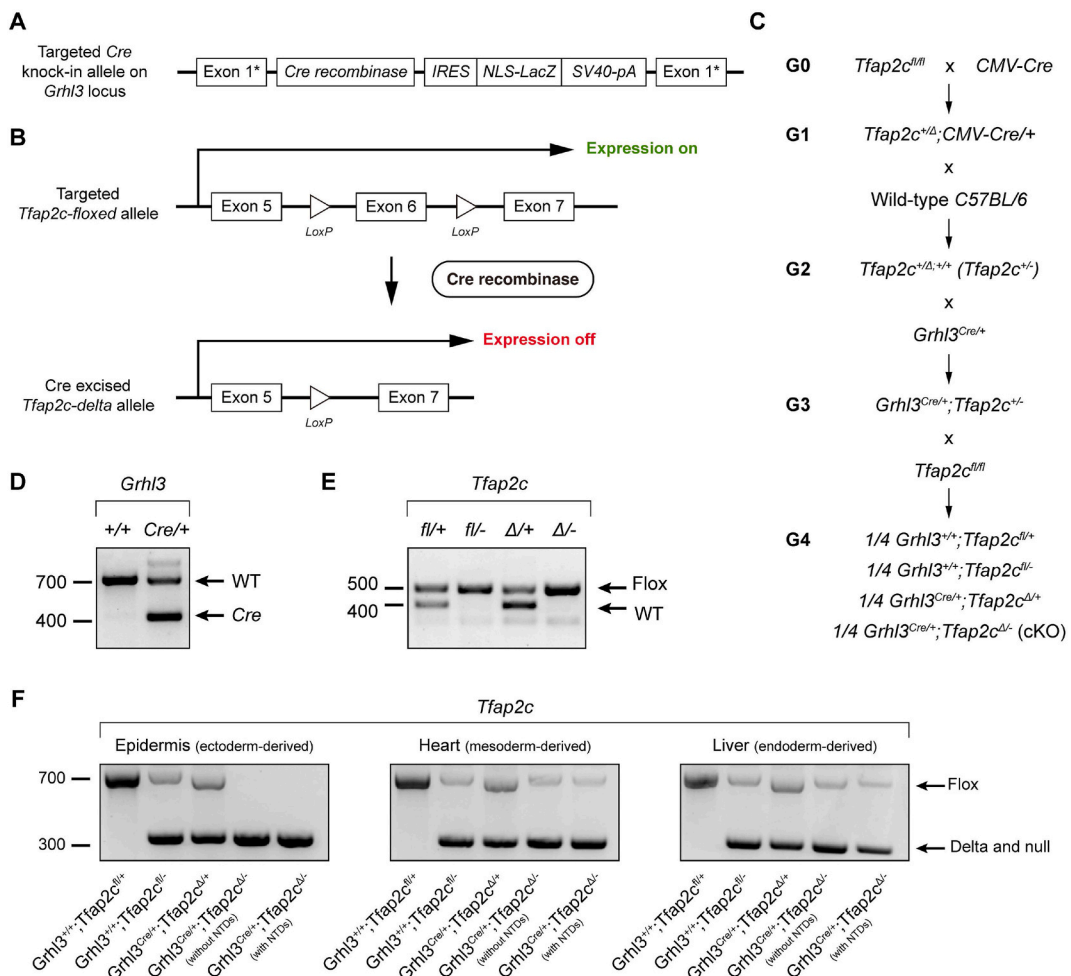 A
Targeted Cre
knock-in allele on
Grhl3 locus
Exon 1* Cre recombinase IRES NLS-LacZ SV40-pA Exon 1*
B
Expression on
Targeted
Tfap2c-floxed allele
Exon 5 Exon 6 Exon 7
LoxP LoxP
Cre recombinase
Expression off
Cre excised
Tfap2c-delta allele
Exon 5 Exon 7
LoxP
C
G0 Tfap2c^fl/fl x CMV-Cre
G1 Tfap2c^+/Δ;CMV-Cre/+
x
Wild-type C57BL/6
G2 Tfap2c^+/Δ;+/+ (Tfap2c^+/-)
x
Grhl3^Cre/+
G3 Grhl3^Cre/+;Tfap2c^+/-
x
Tfap2c^fl/fl
G4 1/4 Grhl3^+/+;Tfap2c^fl/+
1/4 Grhl3^+/+;Tfap2c^fl/-
1/4 Grhl3^Cre/+;Tfap2c^Δ/+
1/4 Grhl3^Cre/+;Tfap2c^Δ/- (cKO)
D
Grhl3
+/+ Cre/+
700 WT
400 Cre
E
Tfap2c
fl/+ fl/- Δ/+ Δ/-
500 Flox
400 WT
F
Tfap2c
Epidermis (ectoderm-derived) Heart (mesoderm-derived) Liver (endoderm-derived)
700 Flox
300 Delta and null
Grhl3^+/+;Tfap2c^fl/+
Grhl3^+/+;Tfap2c^fl/-
Grhl3^Cre/+;Tfap2c^Δ/+
Grhl3^Cre/+;Tfap2c^Δ/-
(without NTDs)
Grhl3^Cre/+;Tfap2c^Δ/-
(with NTDs)
Grhl3^+/+;Tfap2c^fl/+
Grhl3^+/+;Tfap2c^fl/-
Grhl3^Cre/+;Tfap2c^Δ/+
Grhl3^Cre/+;Tfap2c^Δ/-
(without NTDs)
Grhl3^Cre/+;Tfap2c^Δ/-
(with NTDs)
Grhl3^+/+;Tfap2c^fl/+
Grhl3^+/+;Tfap2c^fl/-
Grhl3^Cre/+;Tfap2c^Δ/+
Grhl3^Cre/+;Tfap2c^Δ/-
(without NTDs)
Grhl3^Cre/+;Tfap2c^Δ/-
(with NTDs)